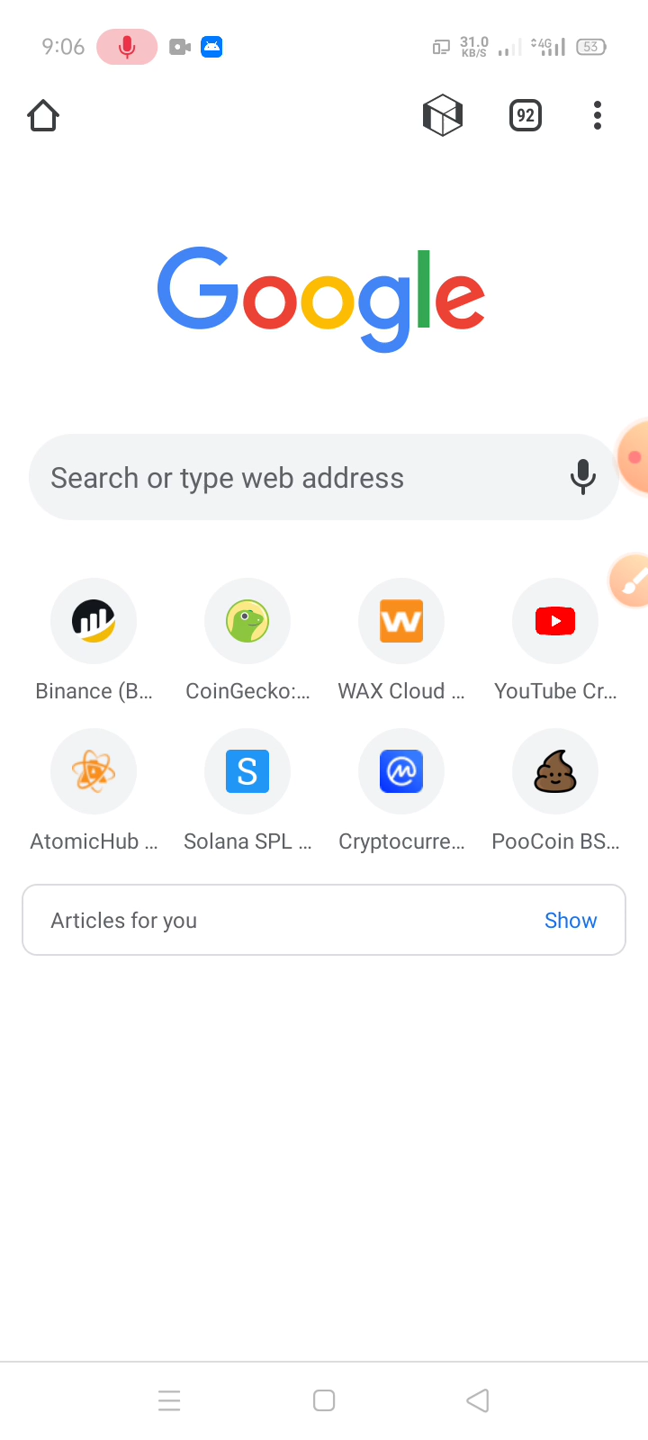 9:06 31.0 KB/S 4G 53
92
Google
Search or type web address
Binance (B... CoinGecko:... WAX Cloud ... YouTube Cr...
AtomicHub ... Solana SPL ... Cryptocurre... PooCoin BS...
Articles for you Show